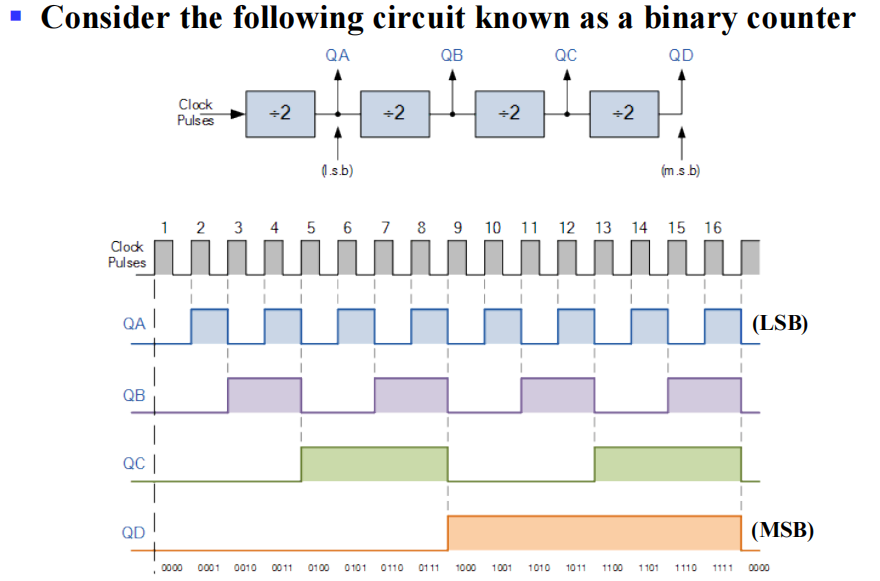 ▪ Consider the following circuit known as a binary counter
QA QB QC QD
Clock
Pulses
÷2 ÷2 ÷2 ÷2
(l.s.b) (m.s.b)
1 2 3 4 5 6 7 8 9 10 11 12 13 14 15 16
Clock
Pulses
QA (LSB)
QB
QC
QD (MSB)
0000 0001 0010 0011 0100 0101 0110 0111 1000 1001 1010 1011 1100 1101 1110 1111 0000